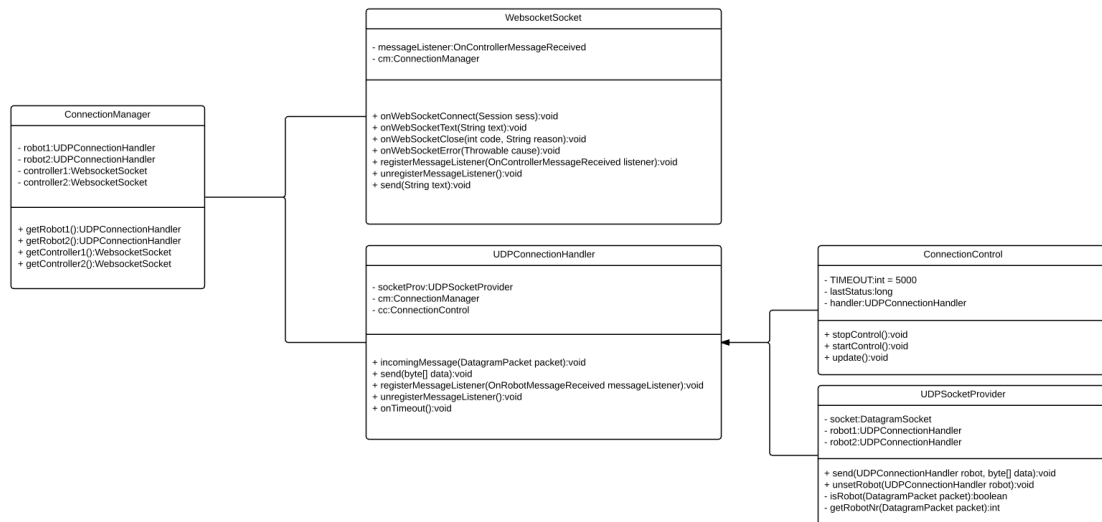 WebsocketSocket
- messageListener:OnControllerMessageReceived
- cm:ConnectionManager
+ onWebSocketConnect(Session sess):void
+ onWebSocketText(String text):void
+ onWebSocketClose(int code, String reason):void
+ onWebSocketError(Throwable cause):void
+ registerMessageListener(OnControllerMessageReceived listener):void
+ unregisterMessageListener():void
+ send(String text):void
ConnectionManager
- robot1:UDPConnectionHandler
- robot2:UDPConnectionHandler
- controller1:WebsocketSocket
- controller2:WebsocketSocket
+ getRobot1():UDPConnectionHandler
+ getRobot2():UDPConnectionHandler
+ getController1():WebsocketSocket
+ getController2():WebsocketSocket
UDPConnectionHandler
- socketProv:UDPSocketProvider
- cm:ConnectionManager
- cc:ConnectionControl
+ incomingMessage(DatagramPacket packet):void
+ send(byte[] data):void
+ registerMessageListener(OnRobotMessageReceived messageListener):void
+ unregisterMessageListener():void
+ onTimeout():void
ConnectionControl
- TIMEOUT:int = 5000
- lastStatus:long
- handler:UDPConnectionHandler
+ stopControl():void
+ startControl():void
+ update():void
UDPSocketProvider
- socket:DatagramSocket
- robot1:UDPConnectionHandler
- robot2:UDPConnectionHandler
+ send(UDPConnectionHandler robot, byte[] data):void
+ unsetRobot(UDPConnectionHandler robot):void
- isRobot(DatagramPacket packet):boolean
- getRobotNr(DatagramPacket packet):int